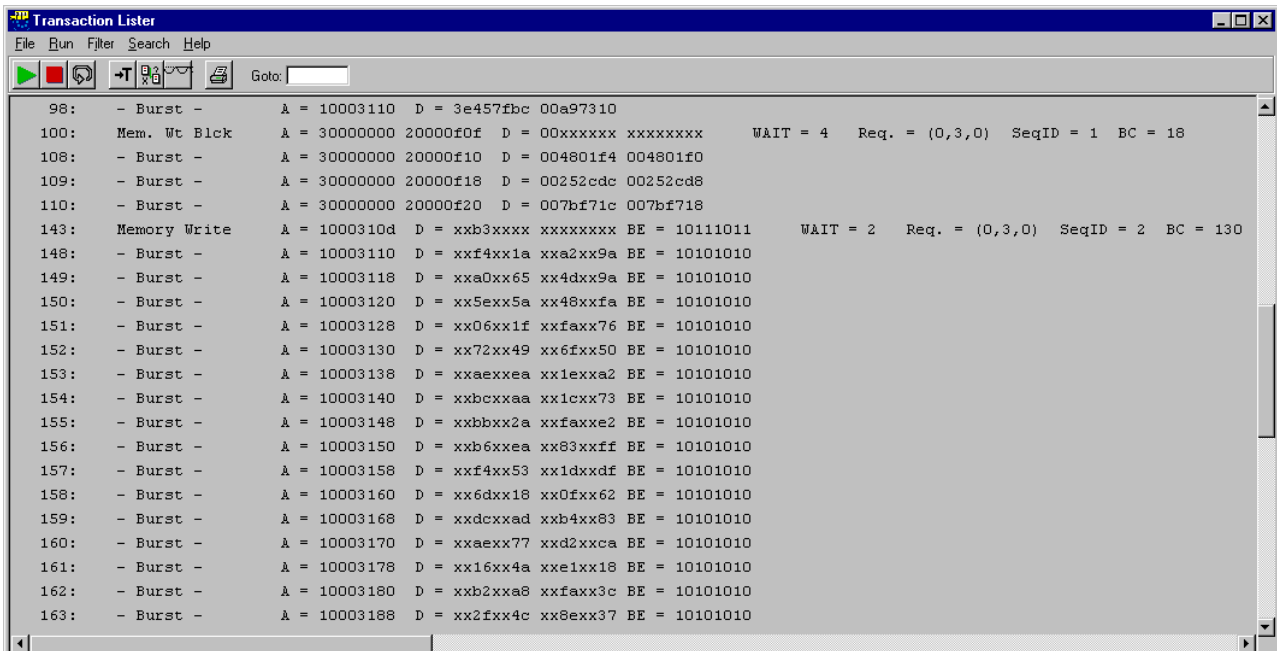 Transaction Lister
File Run Filter Search Help
→T Goto:
98: - Burst - A = 10003110 D = 3e457fbc 00a97310
100: Mem. Wt Blck A = 30000000 20000f0f D = 00xxxxxx xxxxxxxx WAIT = 4 Req. = (0,3,0) SeqID = 1 BC = 18
108: - Burst - A = 30000000 20000f10 D = 004801f4 004801f0
109: - Burst - A = 30000000 20000f18 D = 00252cdc 00252cd8
110: - Burst - A = 30000000 20000f20 D = 007bf71c 007bf718
143: Memory Write A = 1000310d D = xxb3xxxx xxxxxxxx BE = 10111011 WAIT = 2 Req. = (0,3,0) SeqID = 2 BC = 130
148: - Burst - A = 10003110 D = xxf4xx1a xxa2xx9a BE = 10101010
149: - Burst - A = 10003118 D = xxa0xx65 xx4dxx9a BE = 10101010
150: - Burst - A = 10003120 D = xx5exx5a xx48xxfa BE = 10101010
151: - Burst - A = 10003128 D = xx06xx1f xxfaxx76 BE = 10101010
152: - Burst - A = 10003130 D = xx72xx49 xx6fxx50 BE = 10101010
153: - Burst - A = 10003138 D = xxaexxea xx1exxa2 BE = 10101010
154: - Burst - A = 10003140 D = xxbcxxaa xx1cxx73 BE = 10101010
155: - Burst - A = 10003148 D = xxbbxx2a xxfaxxe2 BE = 10101010
156: - Burst - A = 10003150 D = xxb6xxea xx83xxff BE = 10101010
157: - Burst - A = 10003158 D = xxf4xx53 xx1dxxdf BE = 10101010
158: - Burst - A = 10003160 D = xx6dxx18 xx0fxx62 BE = 10101010
159: - Burst - A = 10003168 D = xxdcxxad xxb4xx83 BE = 10101010
160: - Burst - A = 10003170 D = xxaexx77 xxd2xxca BE = 10101010
161: - Burst - A = 10003178 D = xx16xx4a xxe1xx18 BE = 10101010
162: - Burst - A = 10003180 D = xxb2xxa8 xxfaxx3c BE = 10101010
163: - Burst - A = 10003188 D = xx2fxx4c xx8exx37 BE = 10101010